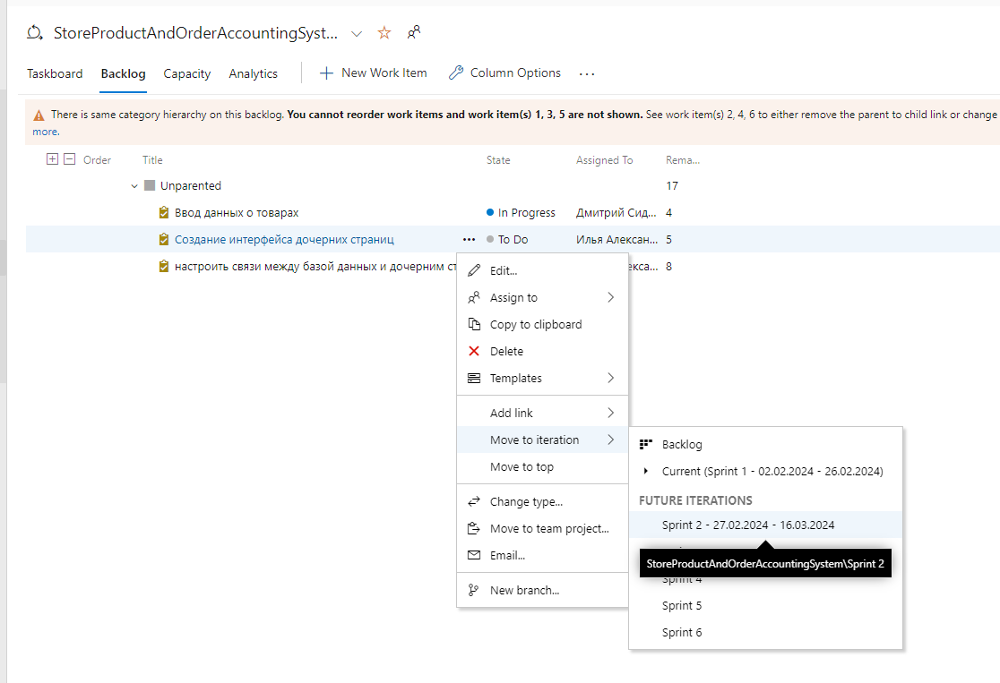 StoreProductAndOrderAccountingSyst...
Taskboard Backlog Capacity Analytics New Work Item Column Options ...
There is same category hierarchy on this backlog. You cannot reorder work items and work item(s) 1, 3, 5 are not shown. See work item(s) 2, 4, 6 to either remove the parent to child link or change
more.
Order Title State Assigned To Rema...
Unparented 17
Ввод данных о товарах In Progress Дмитрий Сид... 4
Создание интерфейса дочерних страниц ... To Do Илья Алексан... 5
настроить связи между базой данных и дочерним ст екса... 8
Edit...
Assign to
Copy to clipboard
Delete
Templates
Add link
Move to iteration
Move to top
Change type...
Move to team project...
Email...
New branch...
Backlog
Current (Sprint 1 - 02.02.2024 - 26.02.2024)
FUTURE ITERATIONS
Sprint 2 - 27.02.2024 - 16.03.2024
StoreProductAndOrderAccountingSystem\Sprint 2
Sprint 4
Sprint 5
Sprint 6